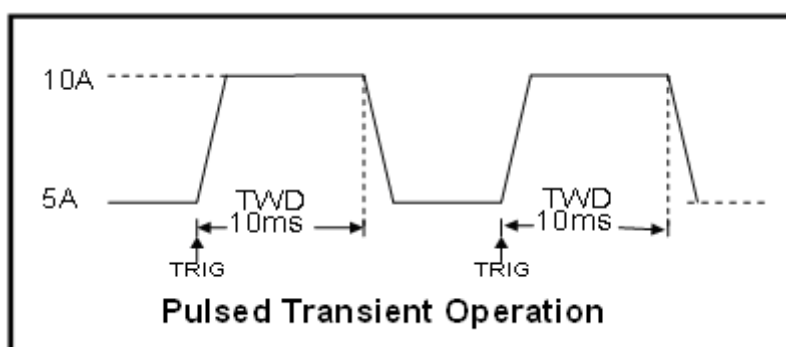 10A
5A
TWD
10ms
TWD
10ms
TRIG
TRIG
Pulsed Transient Operation